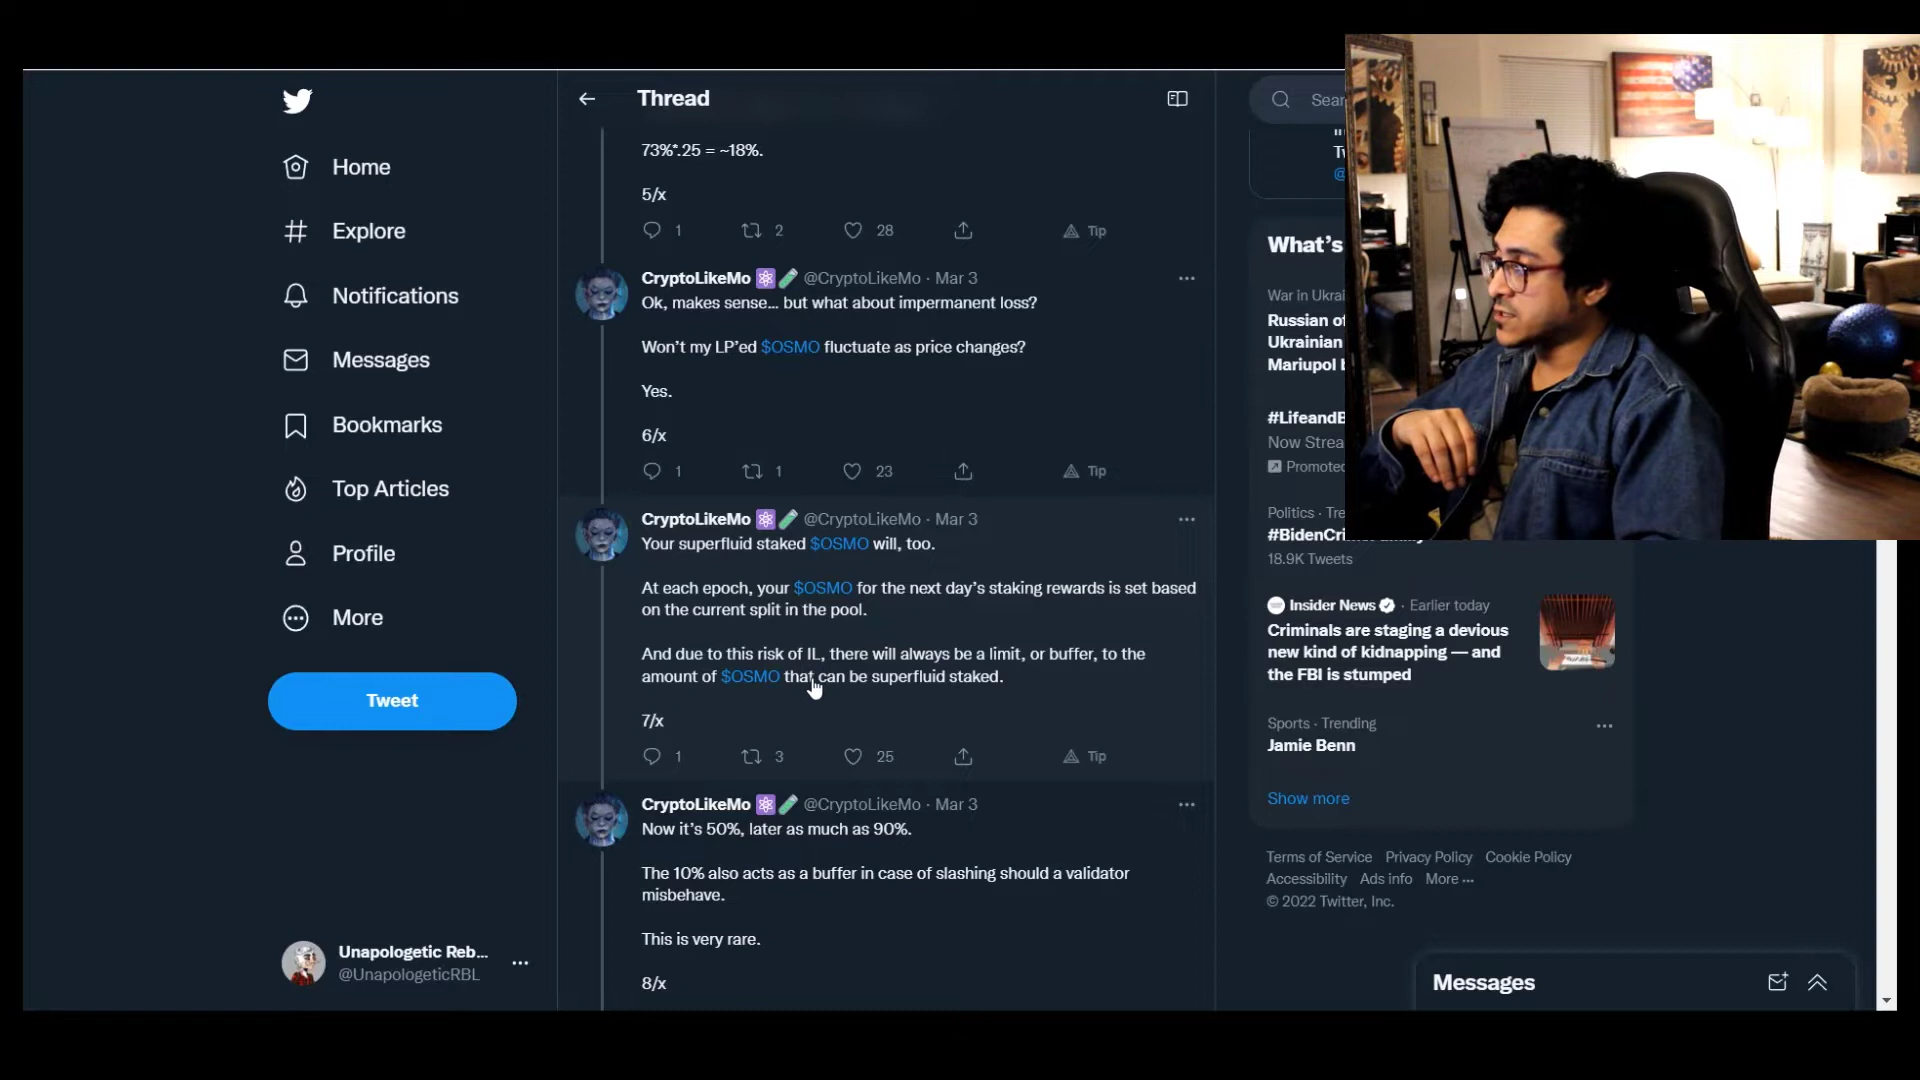 Home
Explore
Notifications
Messages
Bookmarks
Top Articles
Profile
More
Tweet
Unapologetic Reb...
@UnapologeticRBL
Thread
73%*.25 = ~18%.
5/x
1 2 28 Tip
CryptoLikeMo @CryptoLikeMo · Mar 3
Ok, makes sense... but what about impermanent loss?
Won't my LP'ed $OSMO fluctuate as price changes?
Yes.
6/x
1 1 23 Tip
CryptoLikeMo @CryptoLikeMo · Mar 3
Your superfluid staked $OSMO will, too.
At each epoch, your $OSMO for the next day's staking rewards is set based
on the current split in the pool.
And due to this risk of IL, there will always be a limit, or buffer, to the
amount of $OSMO that can be superfluid staked.
7/x
1 3 25 Tip
CryptoLikeMo @CryptoLikeMo · Mar 3
Now it's 50%, later as much as 90%.
The 10% also acts as a buffer in case of slashing should a validator
misbehave.
This is very rare.
8/x
Sear
Tw
@
What's
War in Ukrai
Russian of
Ukrainian
Mariupol
#LifeandB
Now Strea
Promoted
Politics · Tre
18.9K Tweets
Insider News · Earlier today
Criminals are staging a devious
new kind of kidnapping — and
the FBI is stumped
Sports · Trending
Jamie Benn
Show more
Terms of Service Privacy Policy Cookie Policy
Accessibility Ads info More ...
© 2022 Twitter, Inc.
Messages